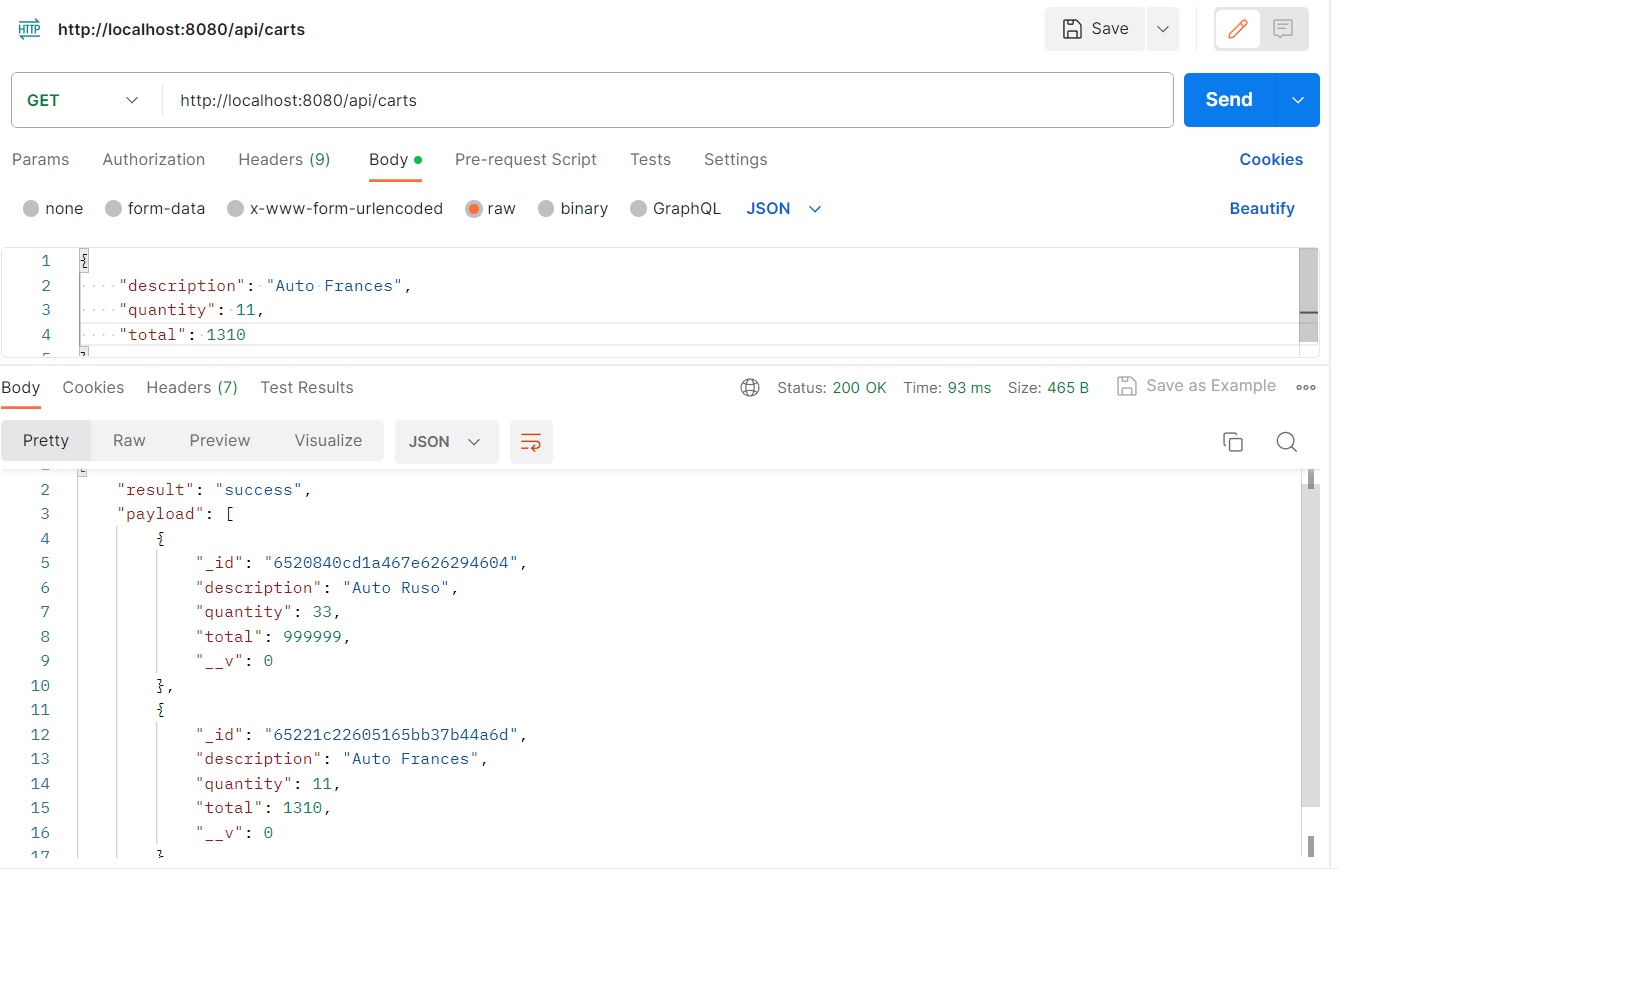 HTTP http://localhost:8080/api/carts Save
GET http://localhost:8080/api/carts Send
Params Authorization Headers (9) Body Pre-request Script Tests Settings Cookies
none form-data x-www-form-urlencoded raw binary GraphQL JSON Beautify
1 {
2 "description": "Auto Frances",
3 "quantity": 11,
4 "total": 1310
5 }
Body Cookies Headers (7) Test Results Status: 200 OK Time: 93 ms Size: 465 B Save as Example
Pretty Raw Preview Visualize JSON
2 "result": "success",
3 "payload": [
4 {
5 "_id": "6520840cd1a467e626294604",
6 "description": "Auto Ruso",
7 "quantity": 33,
8 "total": 999999,
9 "__v": 0
10 },
11 {
12 "_id": "65221c22605165bb37b44a6d",
13 "description": "Auto Frances",
14 "quantity": 11,
15 "total": 1310,
16 "__v": 0
17 }